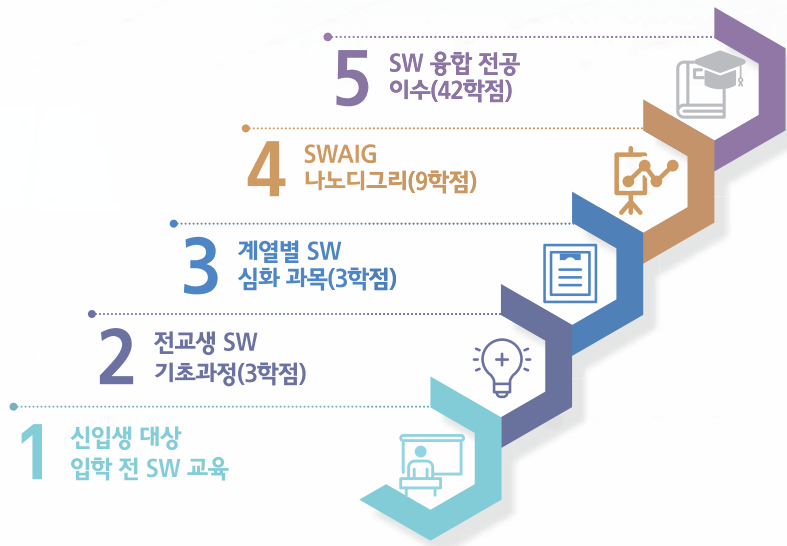 5
SW 융합 전공
이수(42학점)
4
SWAIG
나노디그리(9학점)
3
계열별 SW
심화 과목(3학점)
2
전교생 SW
기초과정(3학점)
1
신입생 대상
입학 전 SW 교육